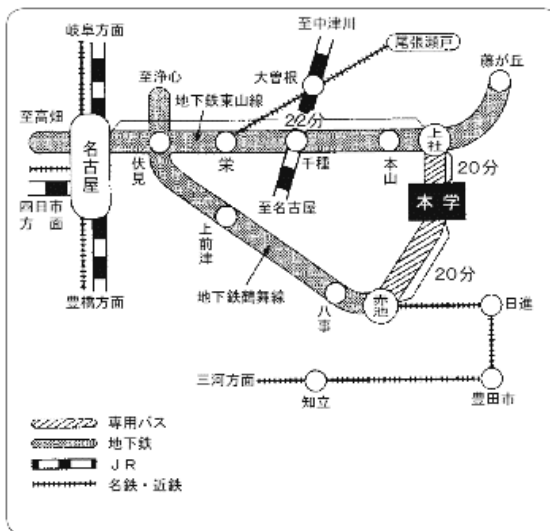 岐阜方面
至中津川
尾張瀬戸
至浄心
大曽根
藤が丘
地下鉄東山線
至高畑
22分
名古屋
伏見
栄
千種
本山
上社
20分
四日市
方面
本学
至名古屋
上前津
20分
豊橋方面
地下鉄鶴舞線
八事
赤池
日進
三河方面
知立
豊田市
専用バス
地下鉄
JR
名鉄・近鉄